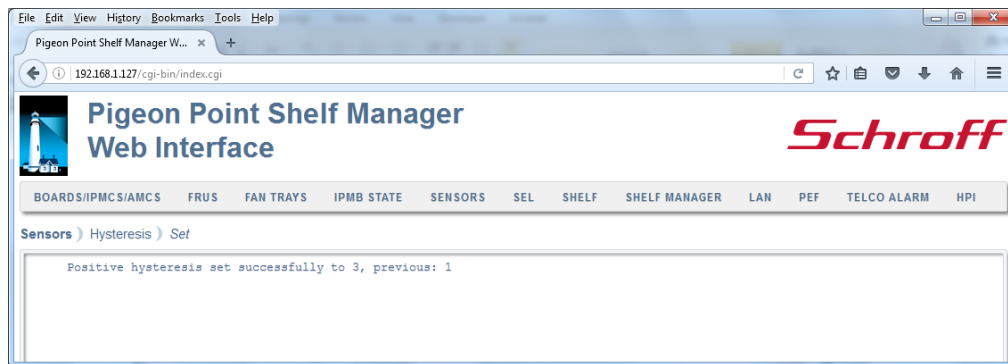 File Edit View History Bookmarks Tools Help
Pigeon Point Shelf Manager W... × +
192.168.1.127/cgi-bin/index.cgi
Pigeon Point Shelf Manager
Web Interface
Schroff
BOARDS/IPMCS/AMCS FRUS FAN TRAYS IPMB STATE SENSORS SEL SHELF SHELF MANAGER LAN PEF TELCO ALARM HPI
Sensors ) Hysteresis ) Set
Positive hysteresis set successfully to 3, previous: 1